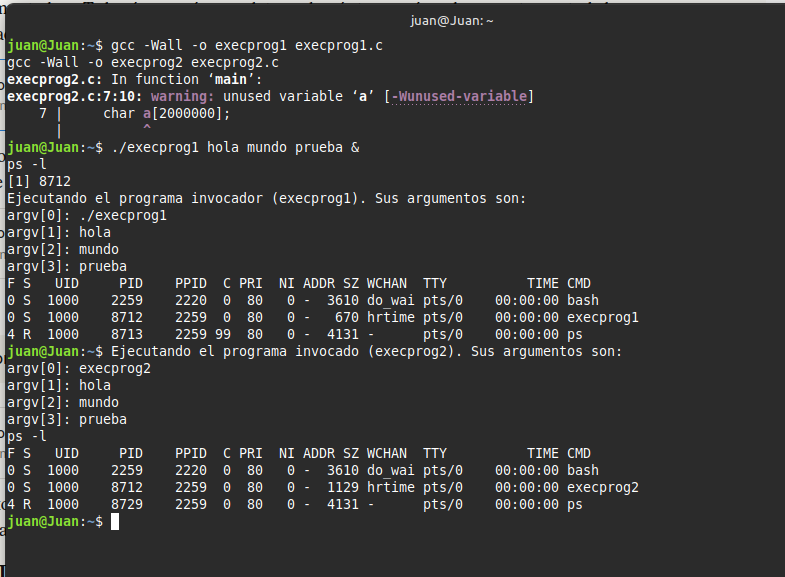 juan@Juan: ~
juan@Juan:~$ gcc -Wall -o execprog1 execprog1.c
gcc -Wall -o execprog2 execprog2.c
execprog2.c: In function ‘main’:
execprog2.c:7:10: warning: unused variable ‘a’ [-Wunused-variable]
    7 |     char a[2000000];
      |          ^
juan@Juan:~$ ./execprog1 hola mundo prueba &
ps -l
[1] 8712
Ejecutando el programa invocador (execprog1). Sus argumentos son:
argv[0]: ./execprog1
argv[1]: hola
argv[2]: mundo
argv[3]: prueba
F S   UID     PID    PPID  C PRI  NI ADDR SZ WCHAN  TTY          TIME CMD
0 S  1000    2259    2220  0  80   0 -  3610 do_wai pts/0    00:00:00 bash
0 S  1000    8712    2259  0  80   0 -   670 hrtime pts/0    00:00:00 execprog1
4 R  1000    8713    2259 99  80   0 -  4131 -      pts/0    00:00:00 ps
juan@Juan:~$ Ejecutando el programa invocado (execprog2). Sus argumentos son:
argv[0]: execprog2
argv[1]: hola
argv[2]: mundo
argv[3]: prueba
ps -l
F S   UID     PID    PPID  C PRI  NI ADDR SZ WCHAN  TTY          TIME CMD
0 S  1000    2259    2220  0  80   0 -  3610 do_wai pts/0    00:00:00 bash
0 S  1000    8712    2259  0  80   0 -  1129 hrtime pts/0    00:00:00 execprog2
4 R  1000    8729    2259  0  80   0 -  4131 -      pts/0    00:00:00 ps
juan@Juan:~$